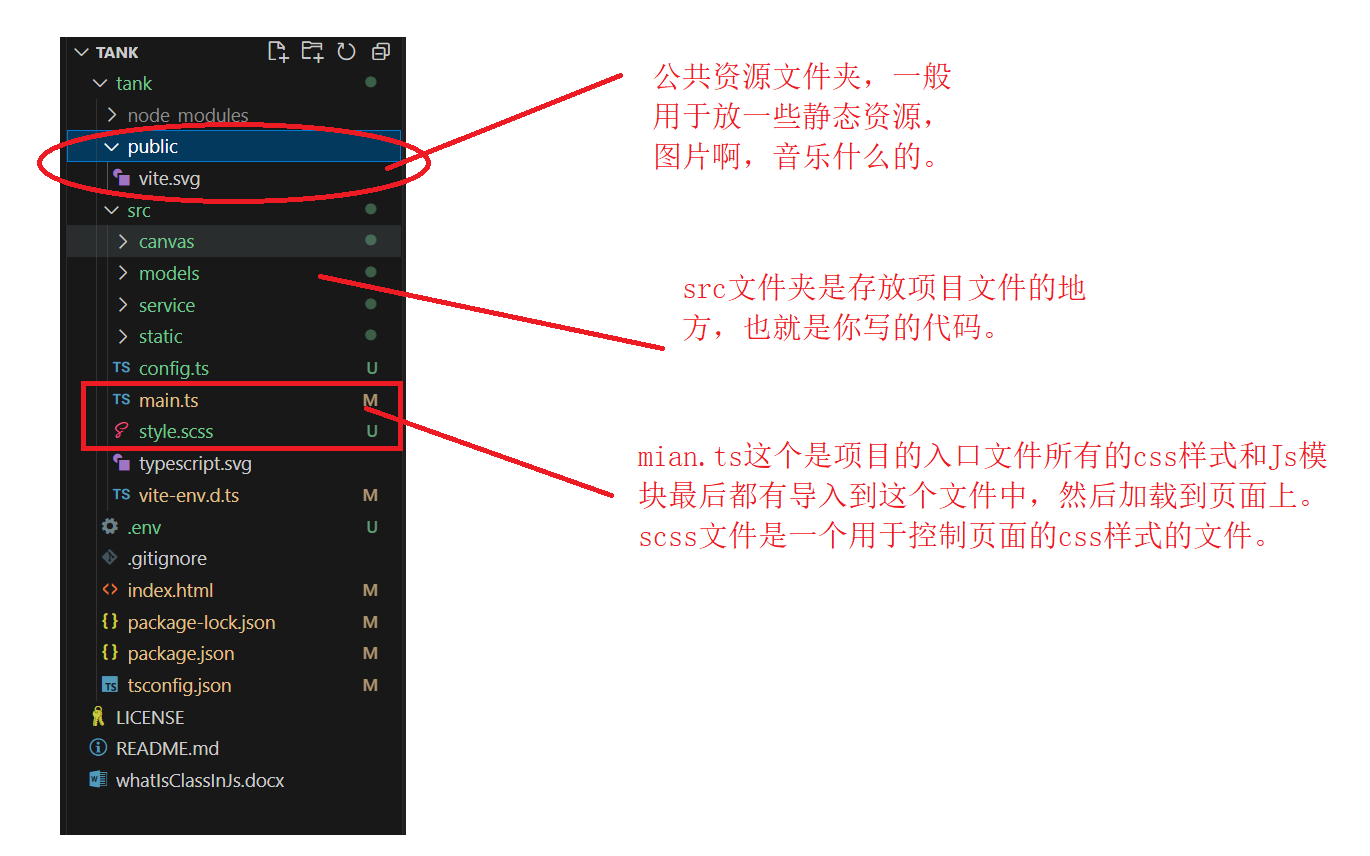 TANK
tank
node_modules
public
vite.svg
src
canvas
models
service
static
TS config.ts U
TS main.ts M
style.scss U
typescript.svg
TS vite-env.d.ts M
.env U
.gitignore
<> index.html M
{} package-lock.json M
{} package.json M
TS tsconfig.json M
LICENSE
README.md
whatIsClassInJs.docx
公共资源文件夹，一般
用于放一些静态资源，
图片啊，音乐什么的。
src文件夹是存放项目文件的地
方，也就是你写的代码。
mian.ts这个是项目的入口文件所有的css样式和Js模
块最后都有导入到这个文件中，然后加载到页面上。
scss文件是一个用于控制页面的css样式的文件。